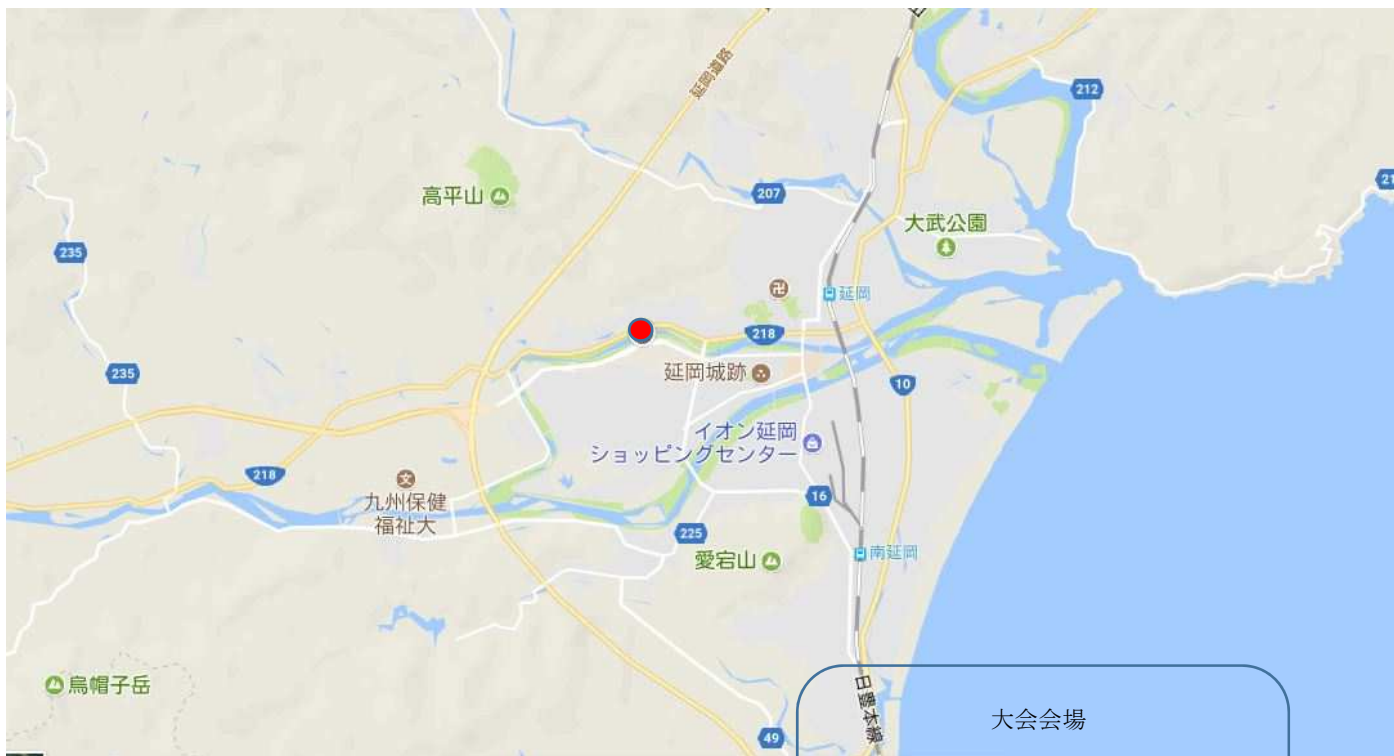 延岡道路
212
21
高平山
207
235
大武公園
卍
延岡
218
235
延岡城跡
10
イオン延岡
ショッピングセンター
218
文
九州保健
福祉大
16
225
愛宕山
南延岡
烏帽子岳
日豊本線
49
大会会場